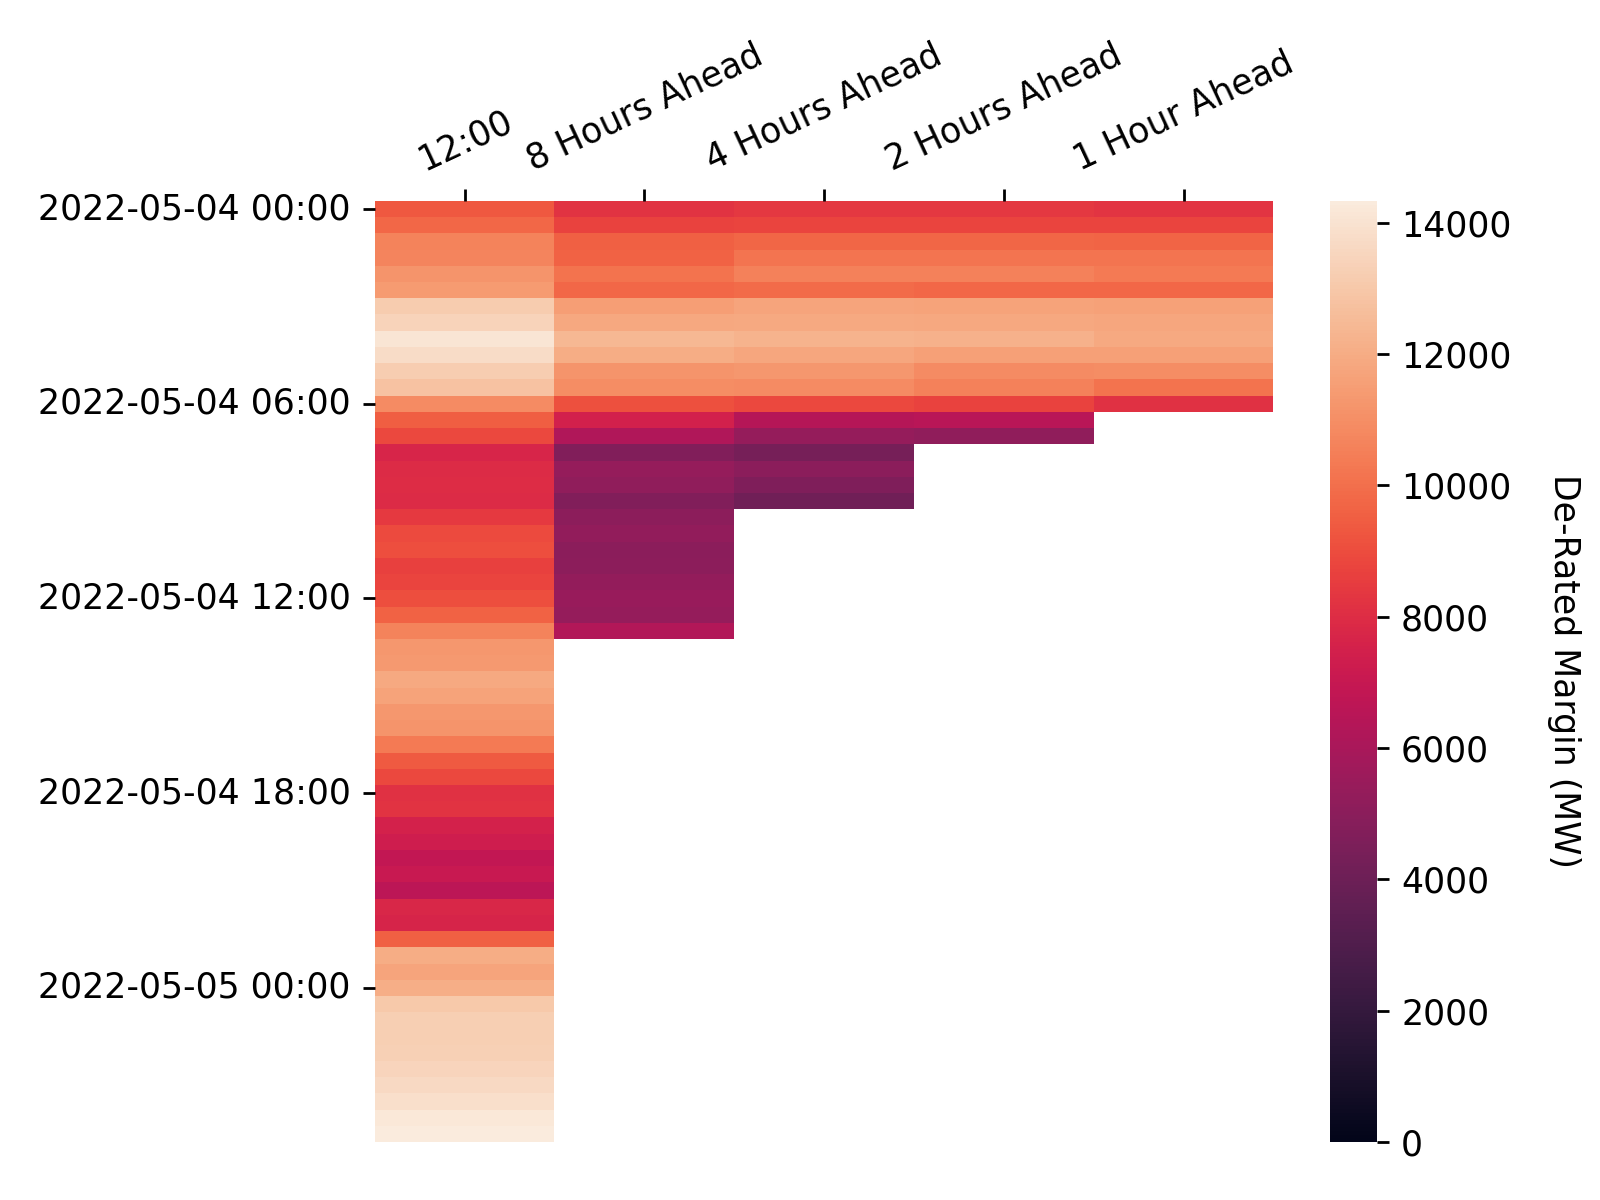 12:00
8 Hours Ahead
4 Hours Ahead
2 Hours Ahead
1 Hour Ahead
2022-05-04 00:00
2022-05-04 06:00
2022-05-04 12:00
2022-05-04 18:00
2022-05-05 00:00
14000
12000
10000
8000
6000
4000
2000
0
De-Rated Margin (MW)